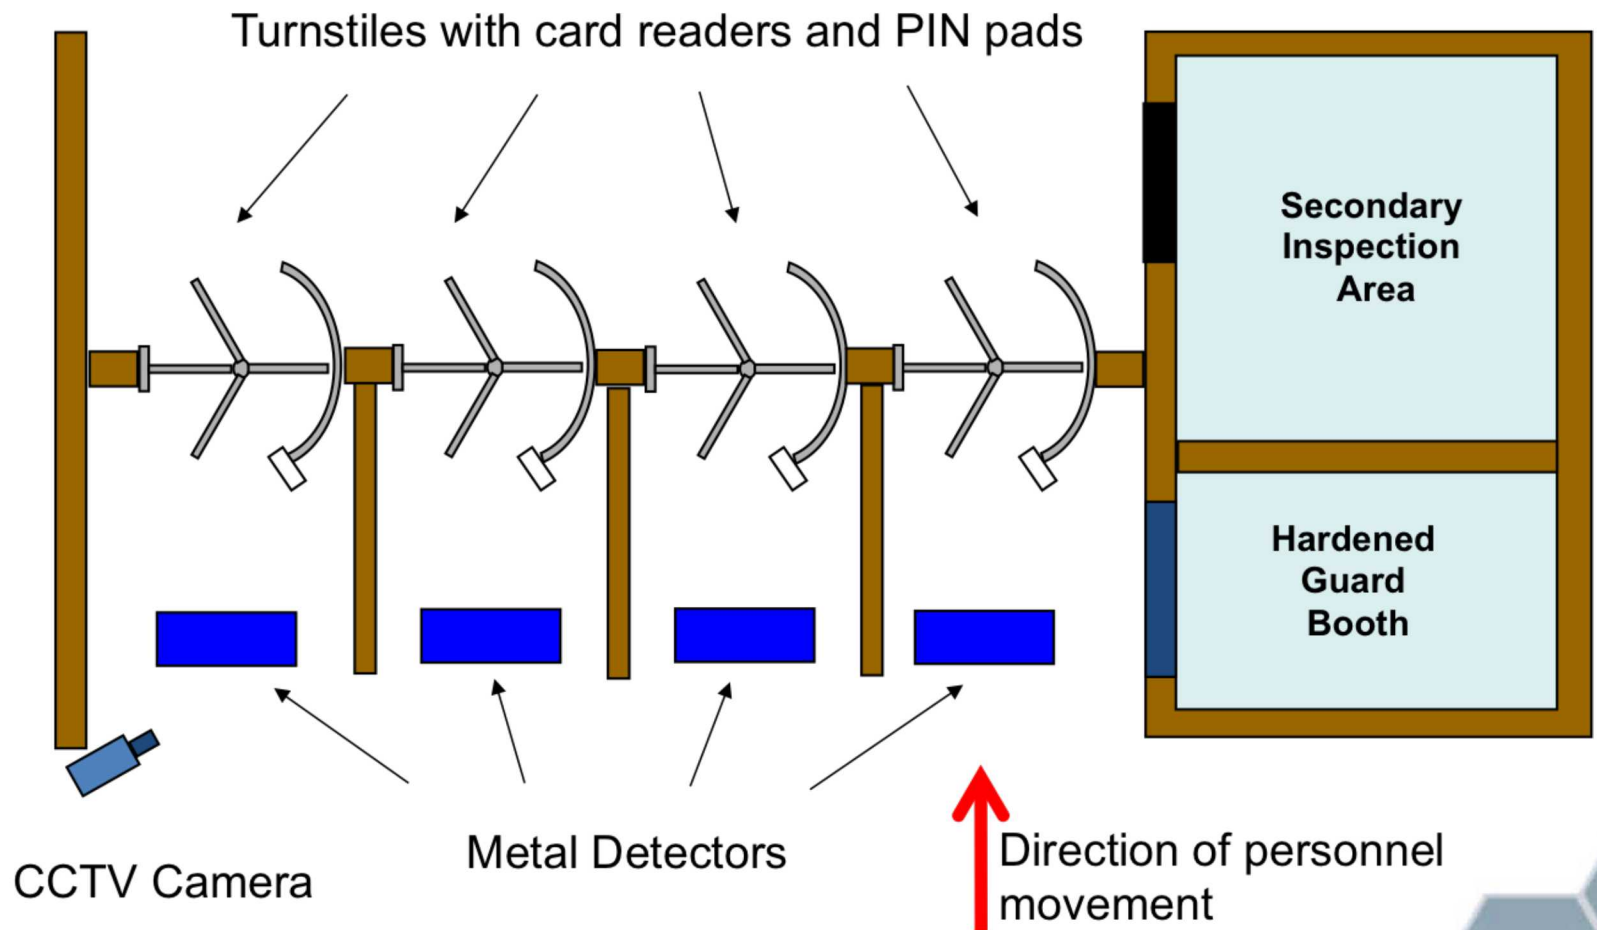 Turnstiles with card readers and PIN pads
Secondary
Inspection
Area
Hardened
Guard
Booth
Metal Detectors
CCTV Camera
Direction of personnel
movement